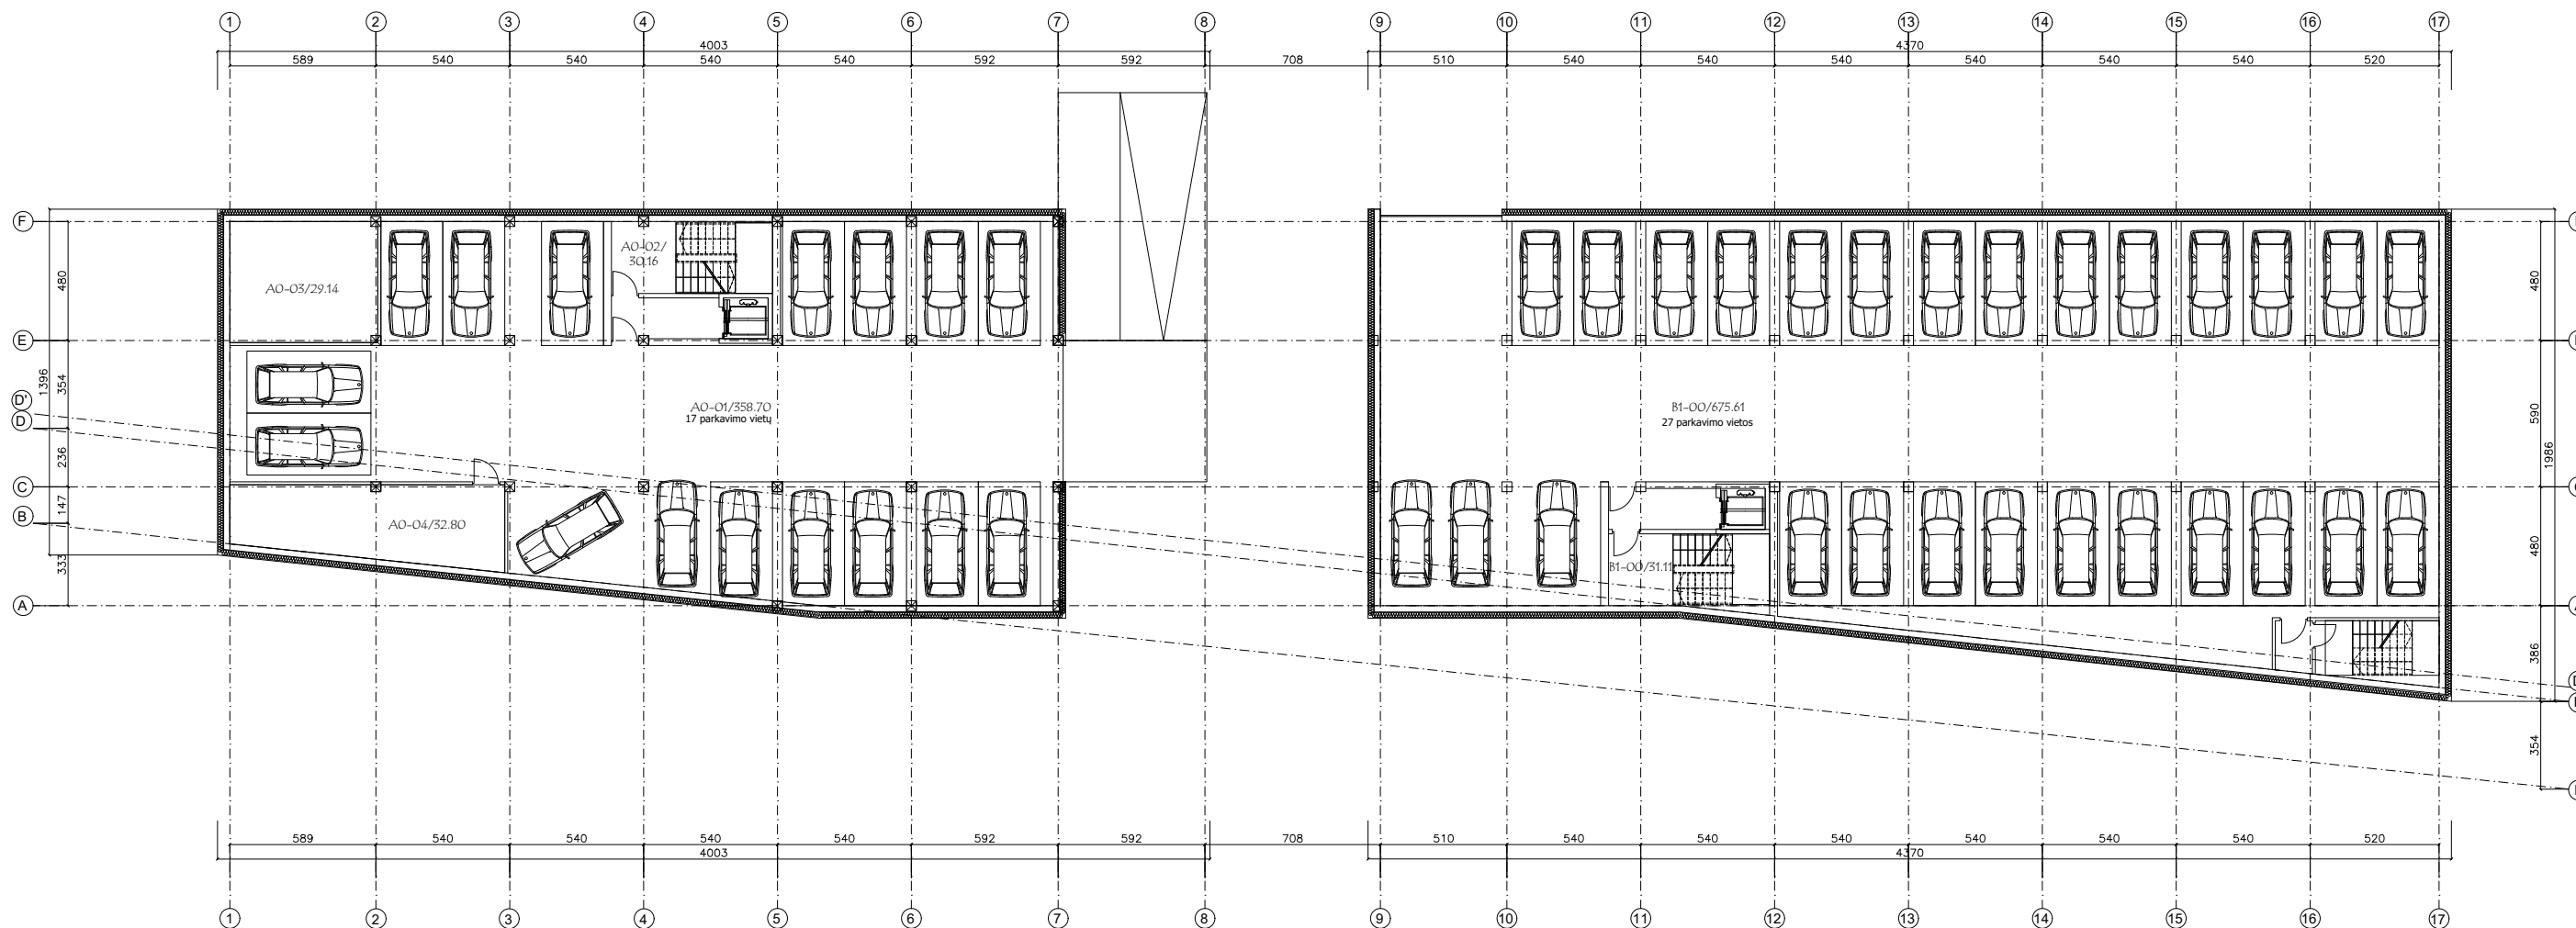 1 2 3 4 5 6 7 8 9 10 11 12 13 14 15 16 17
4003 4370
589 540 540 540 540 592 592 708 510 540 540 540 540 540 540 520
F
E
D'
D
C
B
A
480
354
236
147
333
1396
A0-02/
30.16
A0-03/29.14
A0-01/358.70
17 parkavimo vietų
A0-04/32.80
B1-00/675.61
27 parkavimo vietos
B1-00/31.11
480
590
480
386
354
1986
589 540 540 540 540 592 592 708 510 540 540 540 540 540 540 520
4003 4370
1 2 3 4 5 6 7 8 9 10 11 12 13 14 15 16 17